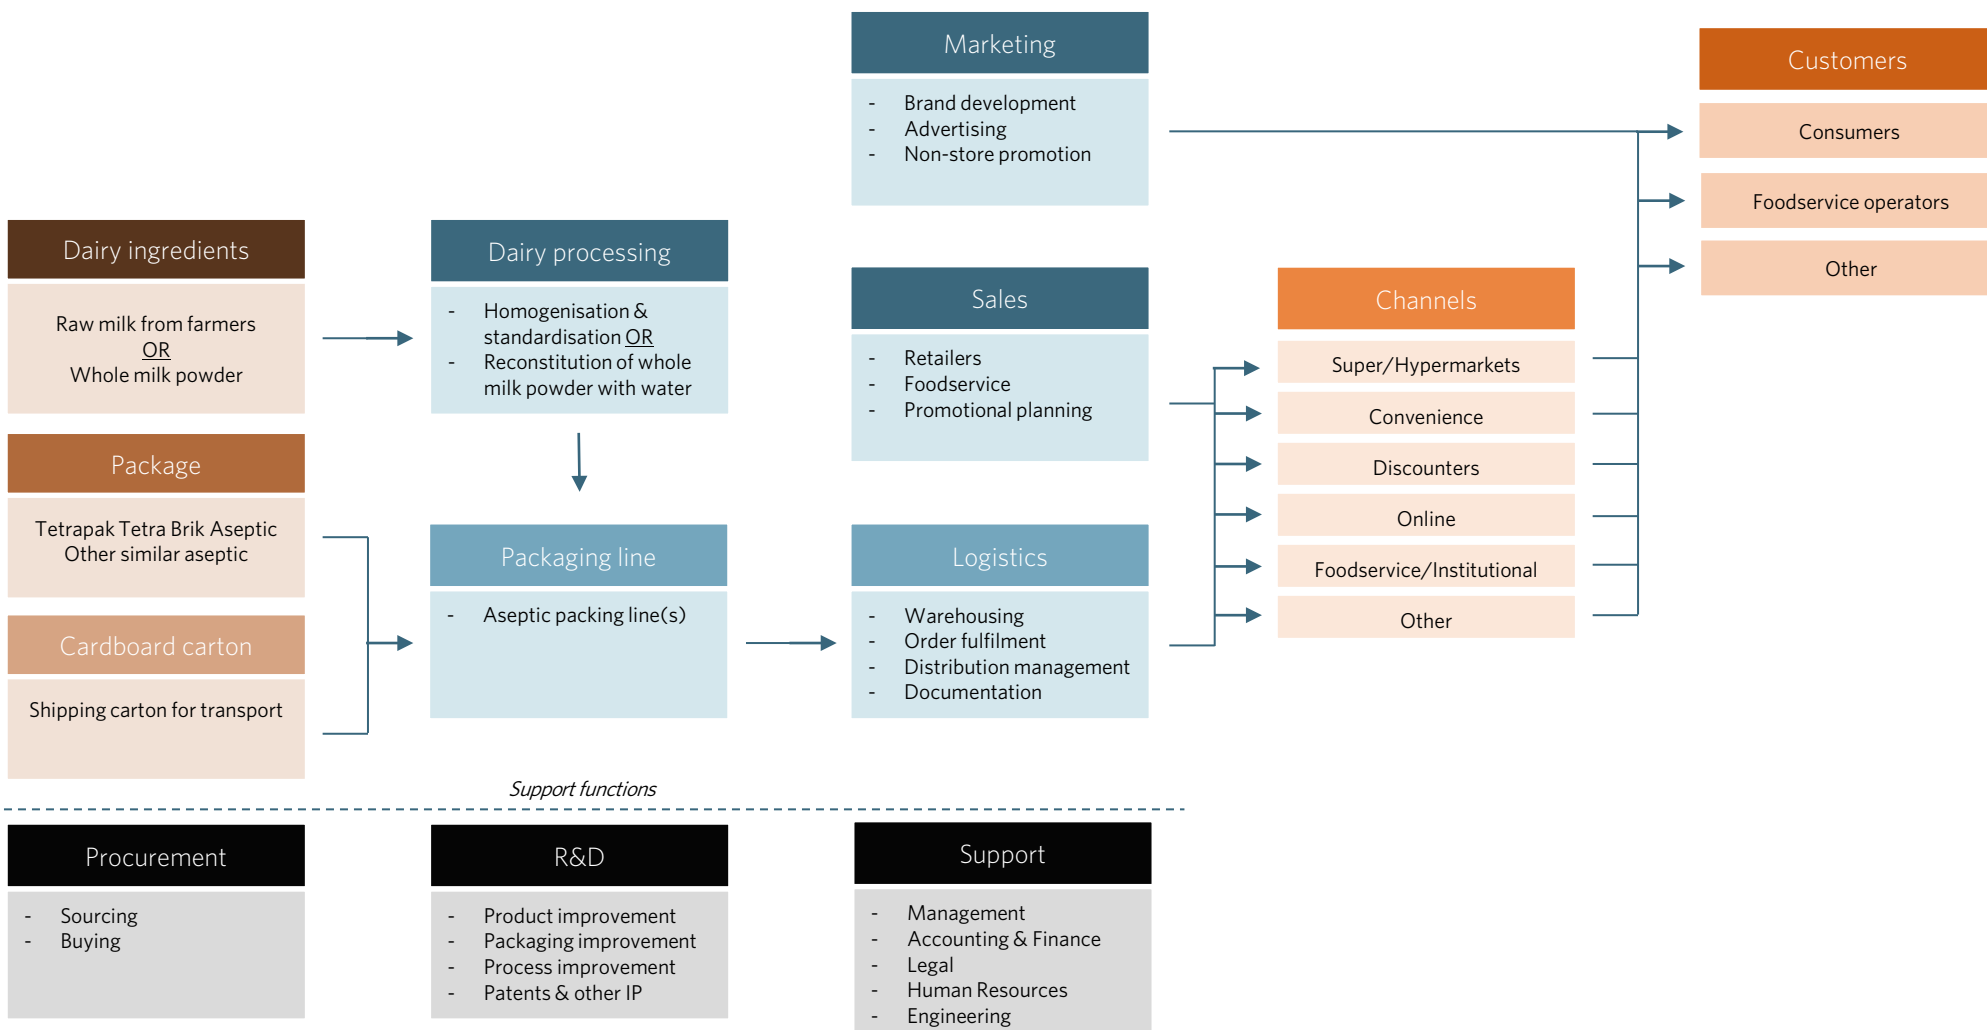 Marketing
- Brand development
- Advertising
- Non-store promotion
Customers
Consumers
Foodservice operators
Other
Dairy ingredients
Raw milk from farmers
OR
Whole milk powder
Dairy processing
- Homogenisation &
standardisation OR
- Reconstitution of whole
milk powder with water
Sales
- Retailers
- Foodservice
- Promotional planning
Channels
Super/Hypermarkets
Convenience
Discounters
Online
Foodservice/Institutional
Other
Package
Tetrapak Tetra Brik Aseptic
Other similar aseptic
Packaging line
- Aseptic packing line(s)
Logistics
- Warehousing
- Order fulfilment
- Distribution management
- Documentation
Cardboard carton
Shipping carton for transport
Support functions
Procurement
- Sourcing
- Buying
R&D
- Product improvement
- Packaging improvement
- Process improvement
- Patents & other IP
Support
- Management
- Accounting & Finance
- Legal
- Human Resources
- Engineering